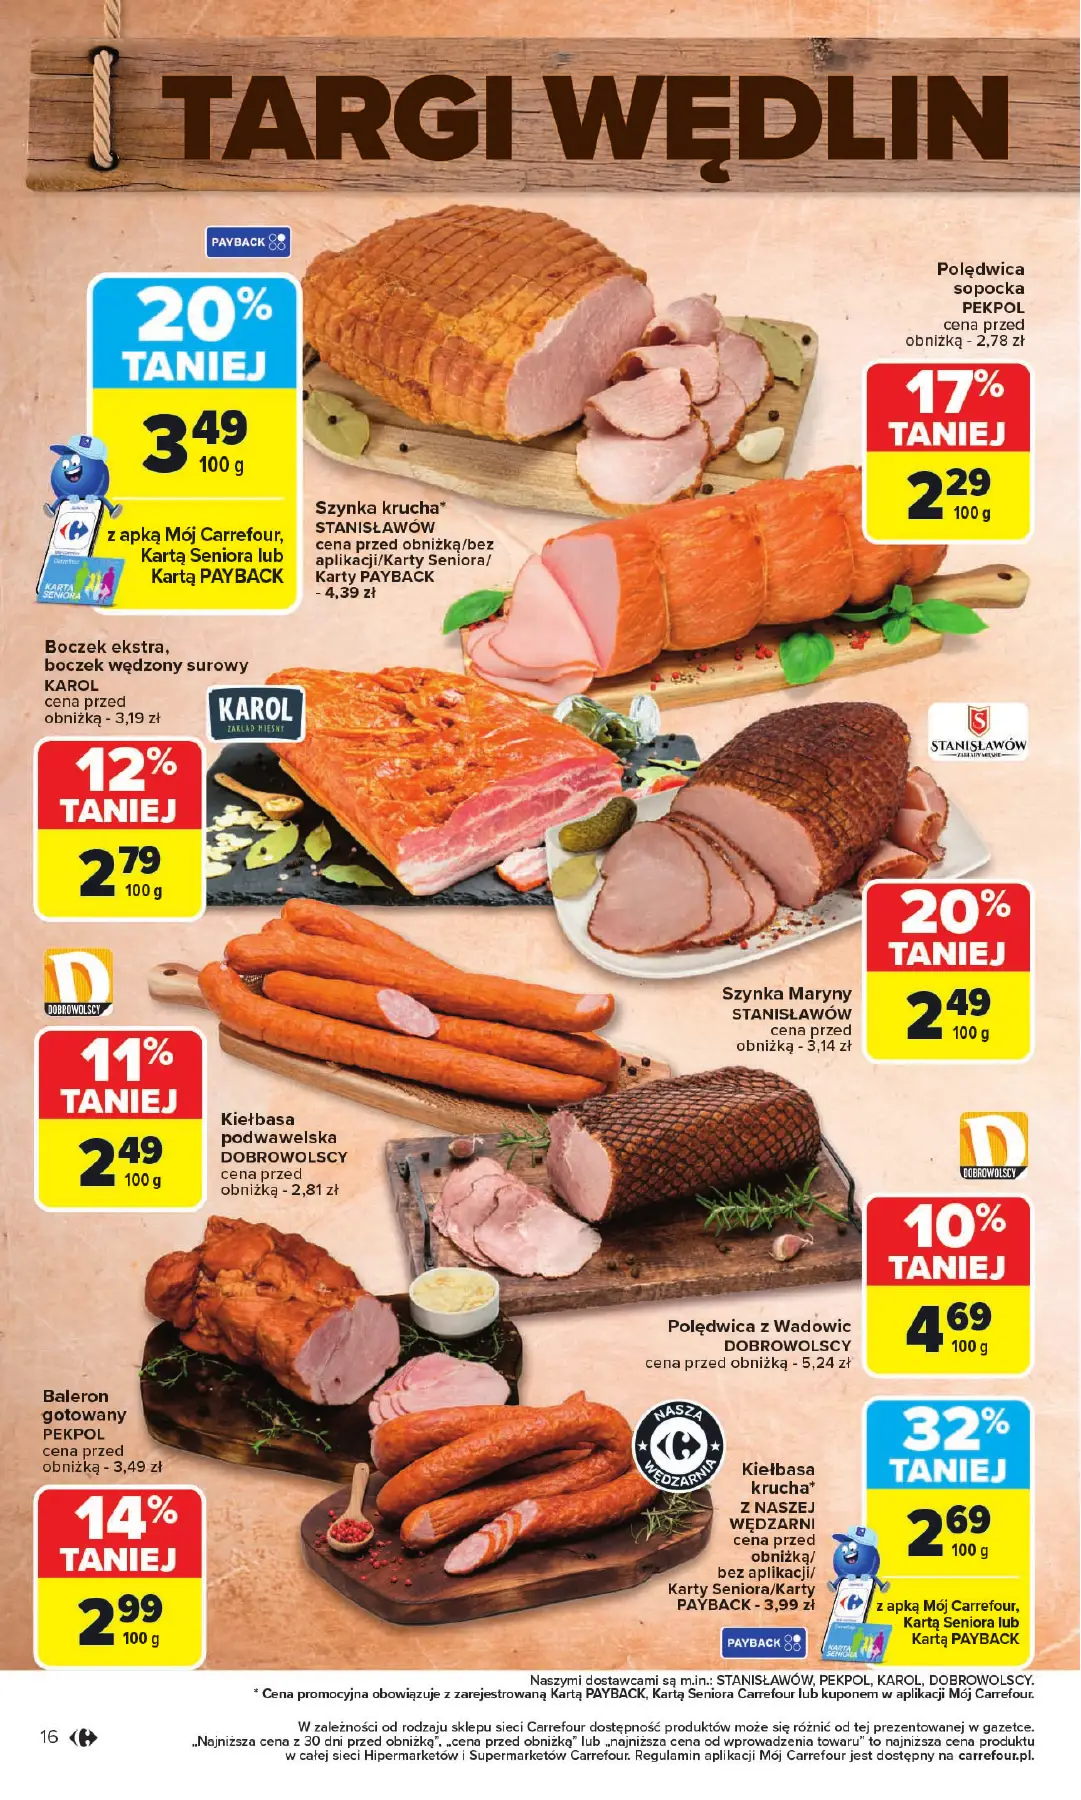 TARGI WĘDLIN
PAYBACK
20%
TANIEJ
3 49
100 g
z apką Mój Carrefour,
Kartą Seniora lub
Kartą PAYBACK
KARTA
SENIORA
Szynka krucha*
STANISŁAWÓW
cena przed obniżką/bez
aplikacji/Karty Seniora/
Karty PAYBACK
- 4,39 zł
Polędwica
sopocka
PEKPOL
cena przed
obniżką - 2,78 zł
17%
TANIEJ
2 29
100 g
Boczek ekstra,
boczek wędzony surowy
KAROL
cena przed
obniżką - 3,19 zł
KAROL
ZAKŁAD MIĘSNY
12%
TANIEJ
2 79
100 g
STANISŁAWÓW
ZAKŁADY MIĘSNE
20%
TANIEJ
2 49
100 g
Szynka Maryny
STANISŁAWÓW
cena przed
obniżką - 3,14 zł
DOBROWOLSCY
11%
TANIEJ
2 49
100 g
Kiełbasa
podwawelska
DOBROWOLSCY
cena przed
obniżką - 2,81 zł
DOBROWOLSCY
10%
TANIEJ
4 69
100 g
Polędwica z Wadowic
DOBROWOLSCY
cena przed obniżką - 5,24 zł
Baleron
gotowany
PEKPOL
cena przed
obniżką - 3,49 zł
14%
TANIEJ
2 99
100 g
NASZA
WĘDZARNIA
Kiełbasa
krucha*
Z NASZEJ
WĘDZARNI
cena przed
obniżką/
bez aplikacji/
Karty Seniora/Karty
PAYBACK - 3,99 zł
PAYBACK
32%
TANIEJ
2 69
100 g
z apką Mój Carrefour,
Kartą Seniora lub
Kartą PAYBACK
KARTA
SENIORA
Naszymi dostawcami są m.in.: STANISŁAWÓW, PEKPOL, KAROL, DOBROWOLSCY.
* Cena promocyjna obowiązuje z zarejestrowaną Kartą PAYBACK, Kartą Seniora Carrefour lub kuponem w aplikacji Mój Carrefour.
16
W zależności od rodzaju sklepu sieci Carrefour dostępność produktów może się różnić od tej prezentowanej w gazetce.
„Najniższa cena z 30 dni przed obniżką”, „cena przed obniżką” lub „najniższa cena od wprowadzenia towaru” to najniższa cena produktu
w całej sieci Hipermarketów i Supermarketów Carrefour. Regulamin aplikacji Mój Carrefour jest dostępny na carrefour.pl.